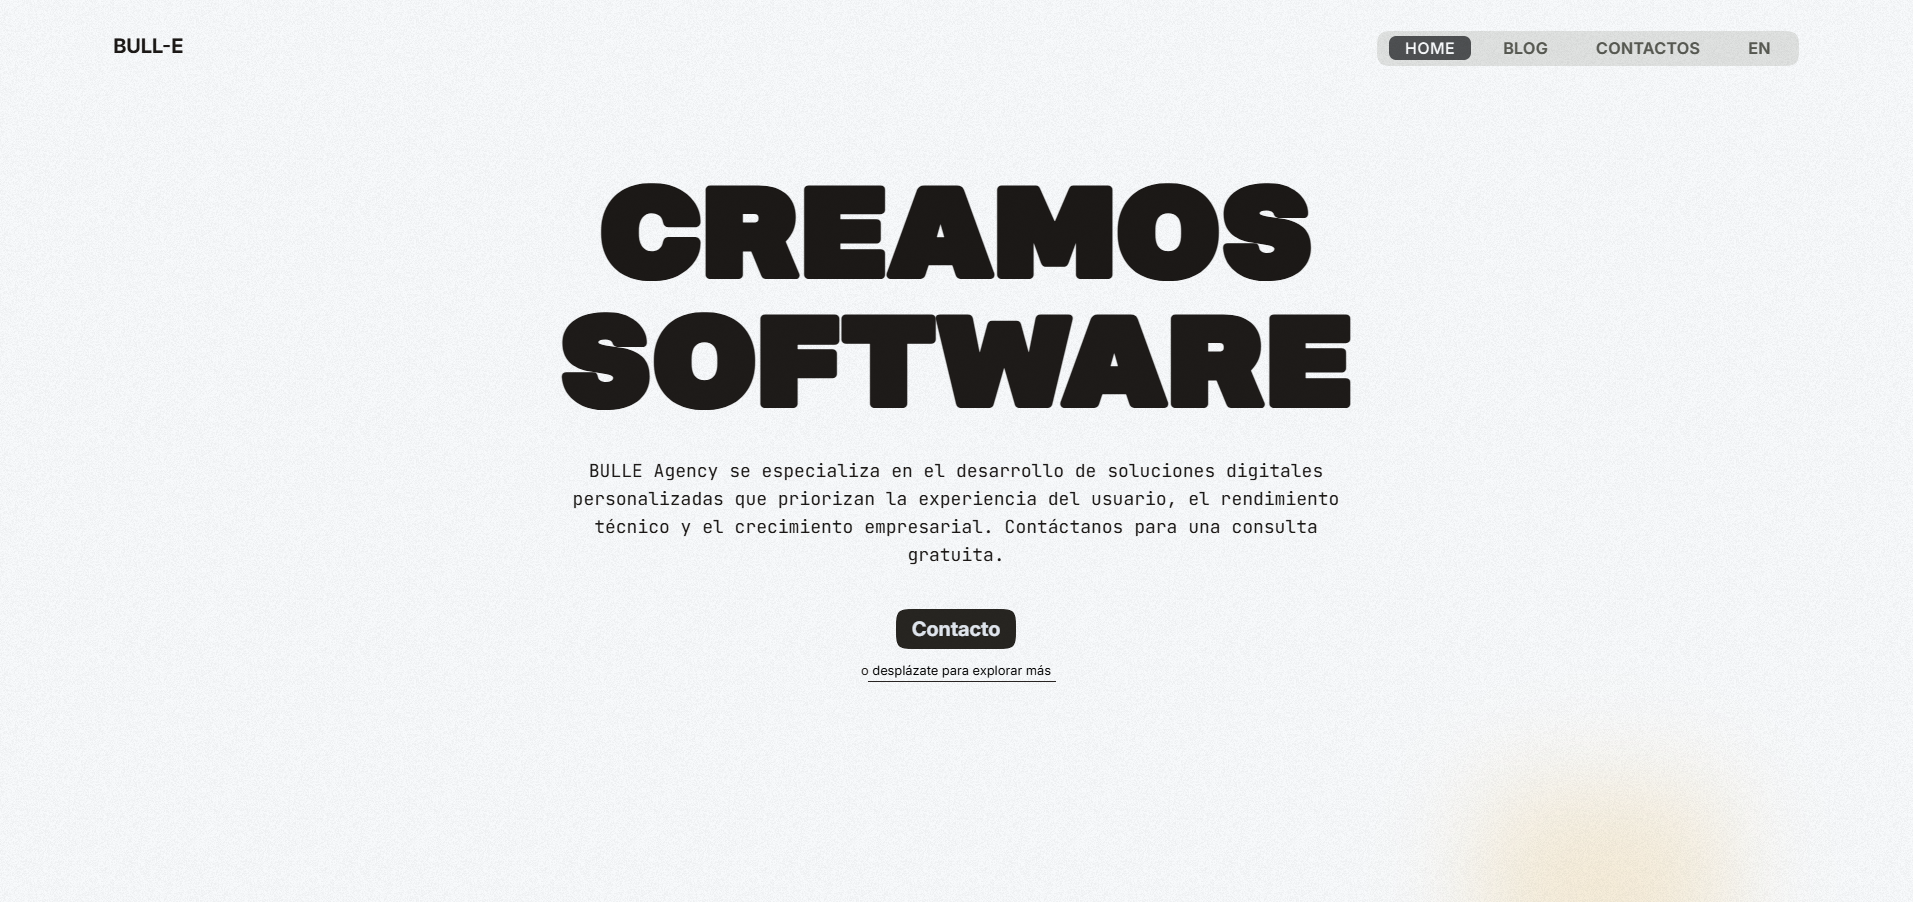 BULL-E
HOME
BLOG
CONTACTOS
EN
CREAMOS
SOFTWARE
BULLE Agency se especializa en el desarrollo de soluciones digitales
personalizadas que priorizan la experiencia del usuario, el rendimiento
técnico y el crecimiento empresarial. Contáctanos para una consulta
gratuita.
Contacto
o desplázate para explorar más